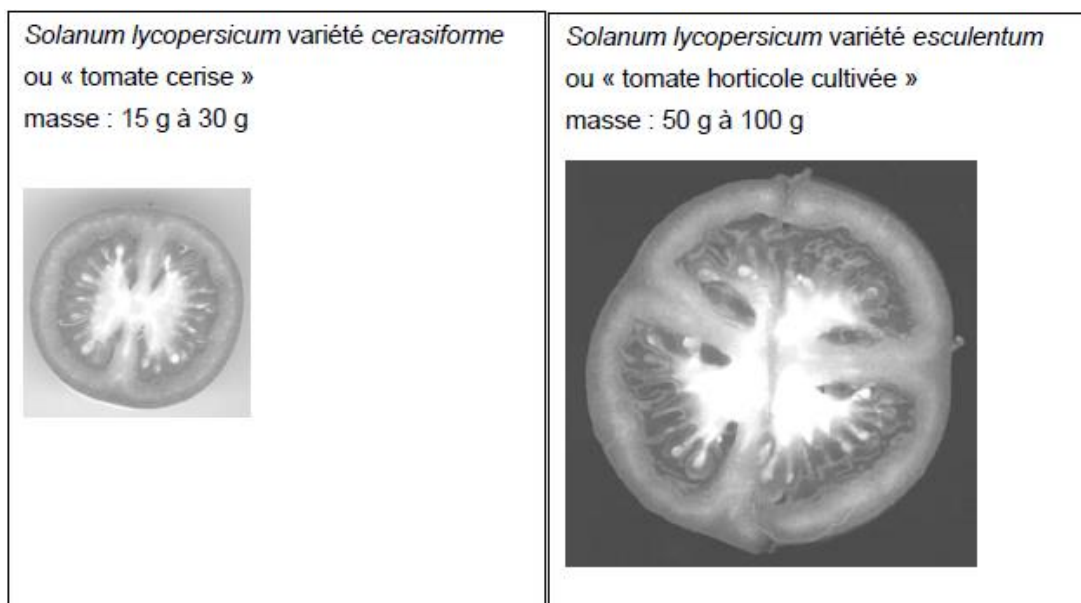 Solanum lycopersicum variété cerasiforme
ou « tomate cerise »
masse : 15 g à 30 g
Solanum lycopersicum variété esculentum
ou « tomate horticole cultivée »
masse : 50 g à 100 g